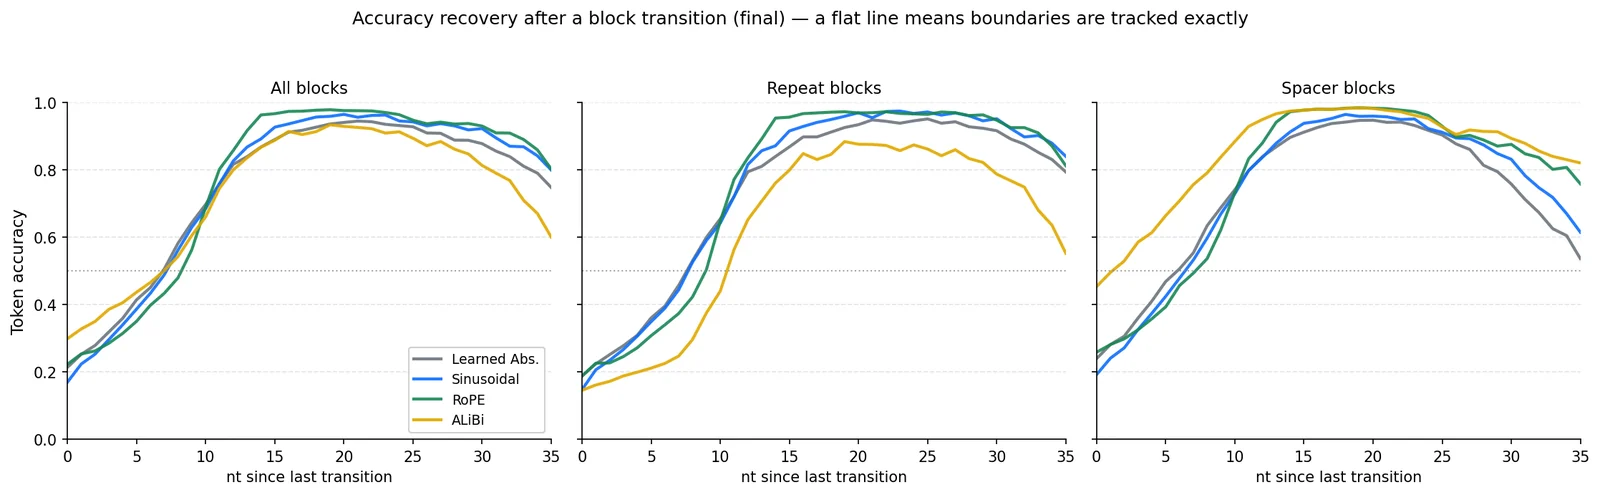 Accuracy recovery after a block transition (final) — a flat line means boundaries are tracked exactly
All blocks
Token accuracy
1.0
0.8
0.6
0.4
0.2
0.0
0 5 10 15 20 25 30 35
nt since last transition
Learned Abs.
Sinusoidal
RoPE
ALiBi
Repeat blocks
0 5 10 15 20 25 30 35
nt since last transition
Spacer blocks
0 5 10 15 20 25 30 35
nt since last transition